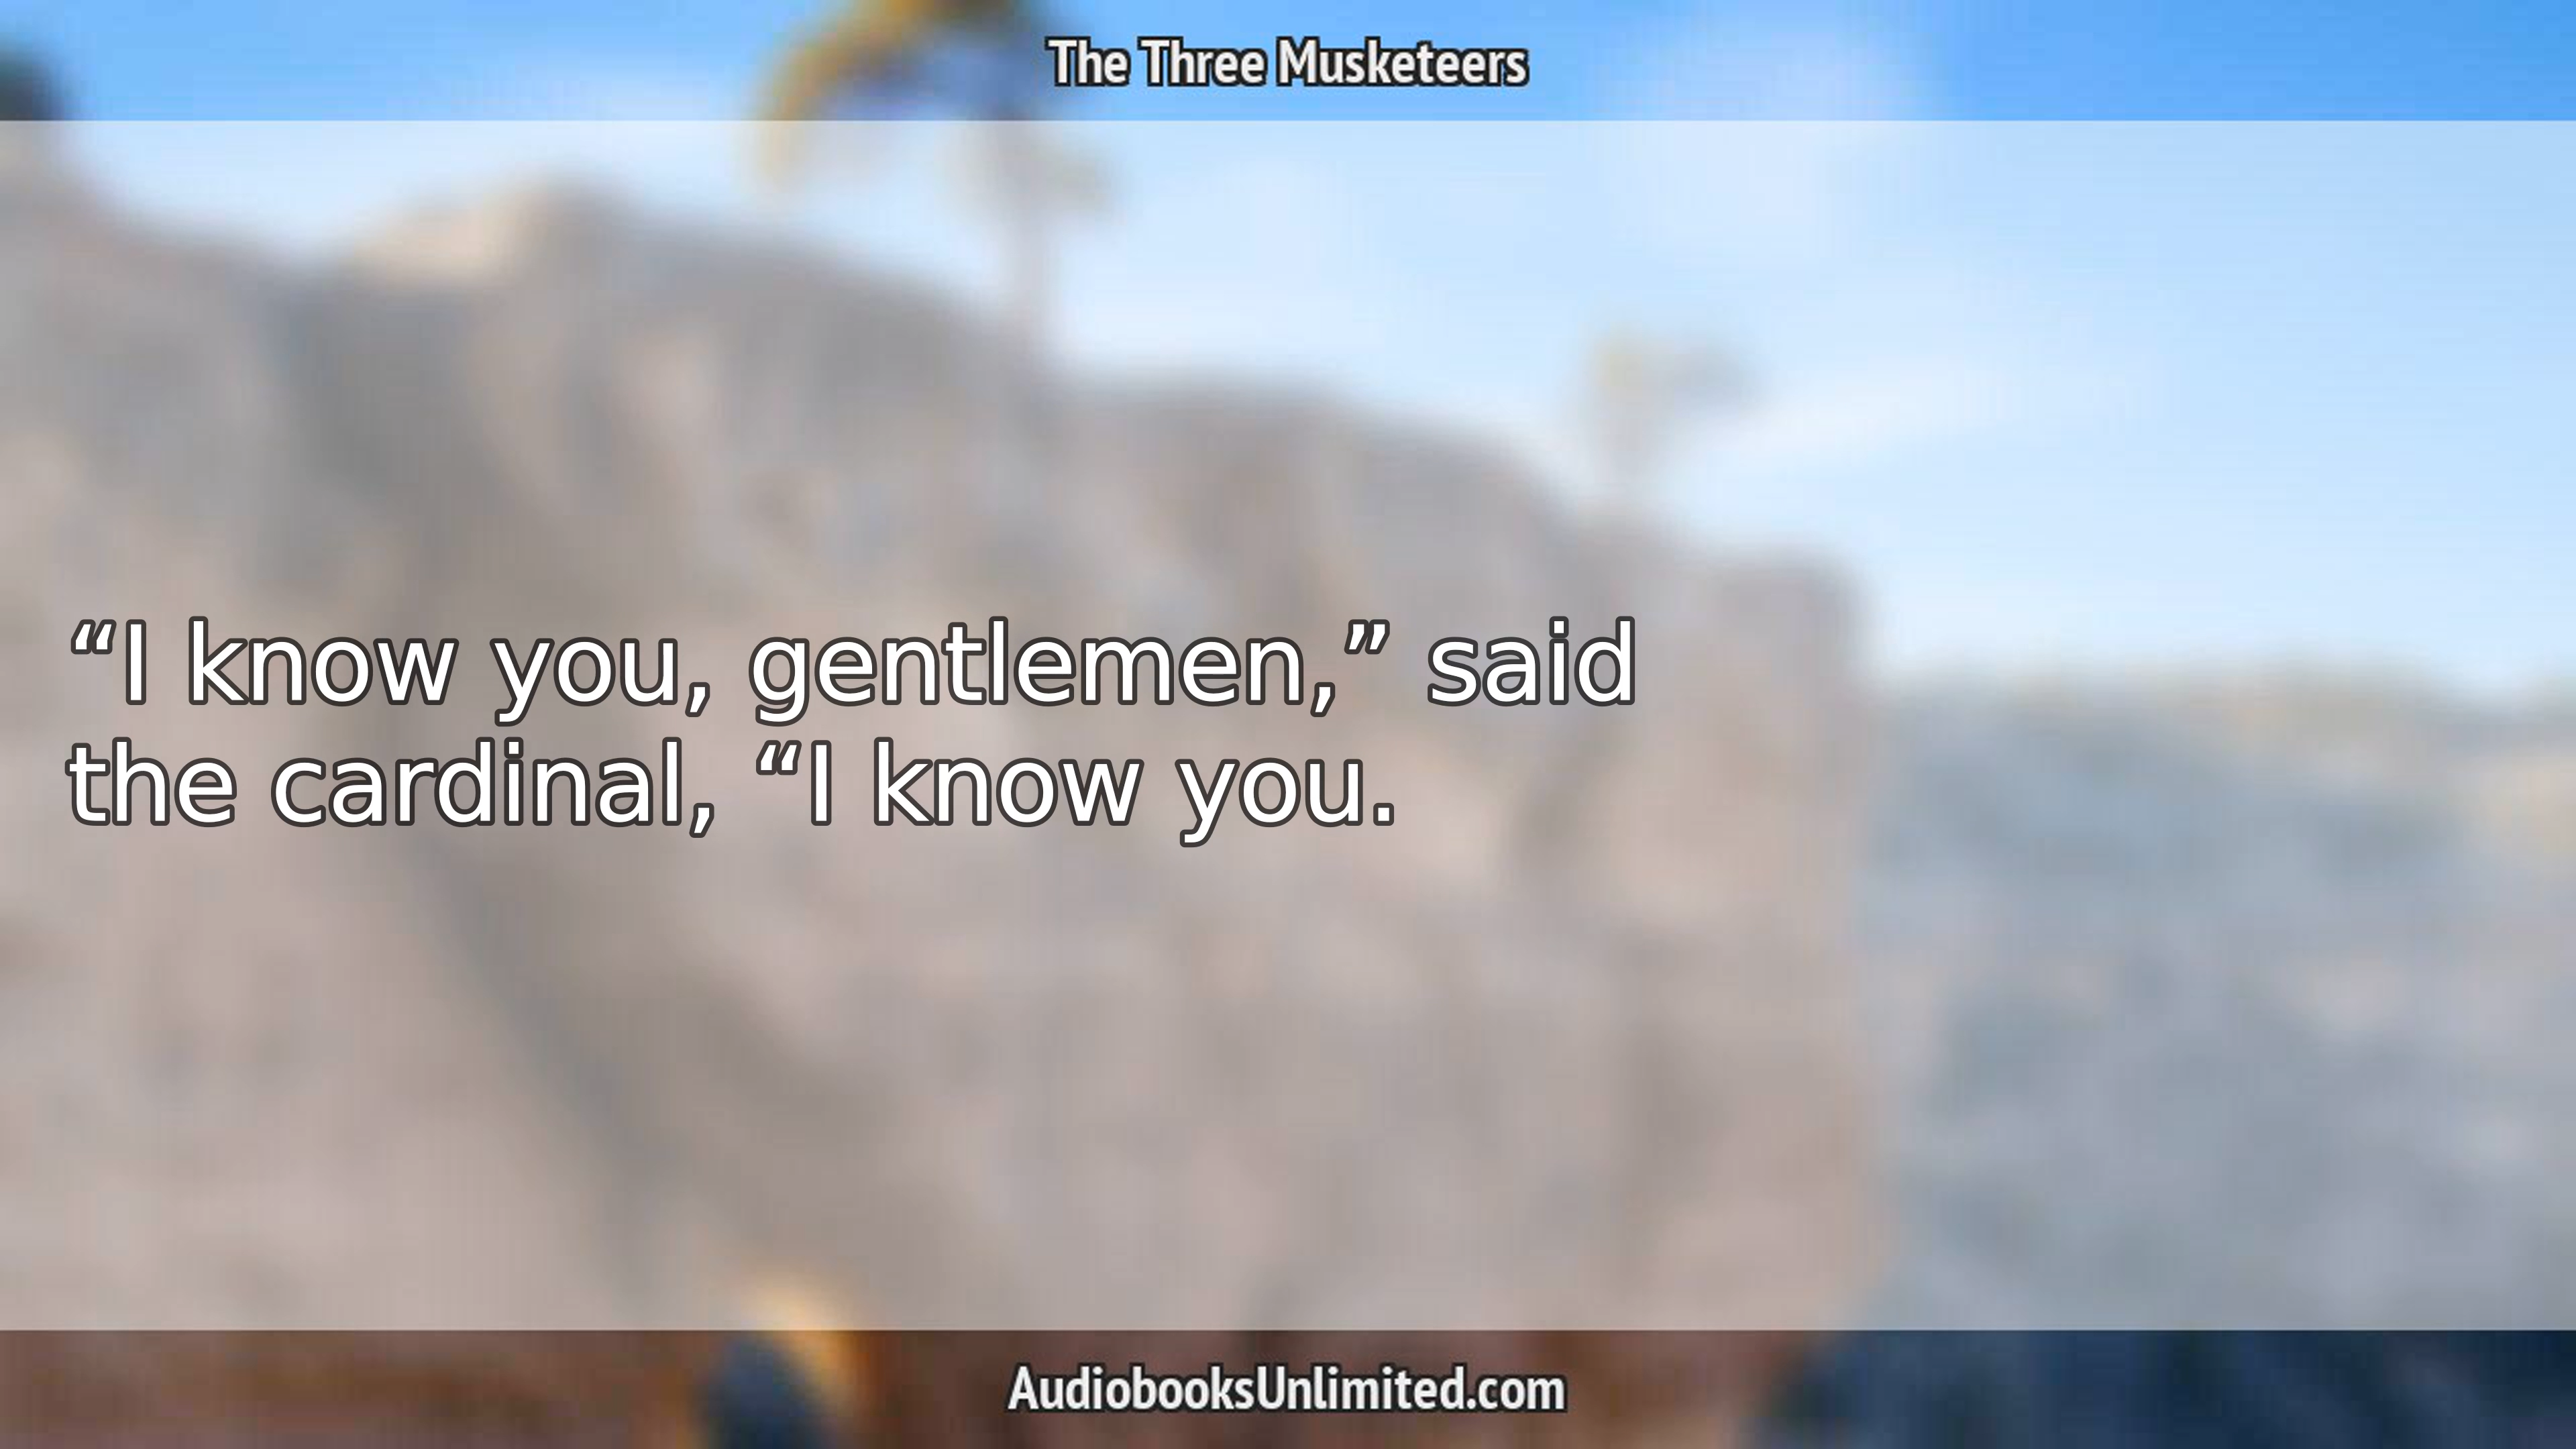 The Three Musketeers
“I know you, gentlemen,” said
the cardinal, “I know you.
AudiobooksUnlimited.com